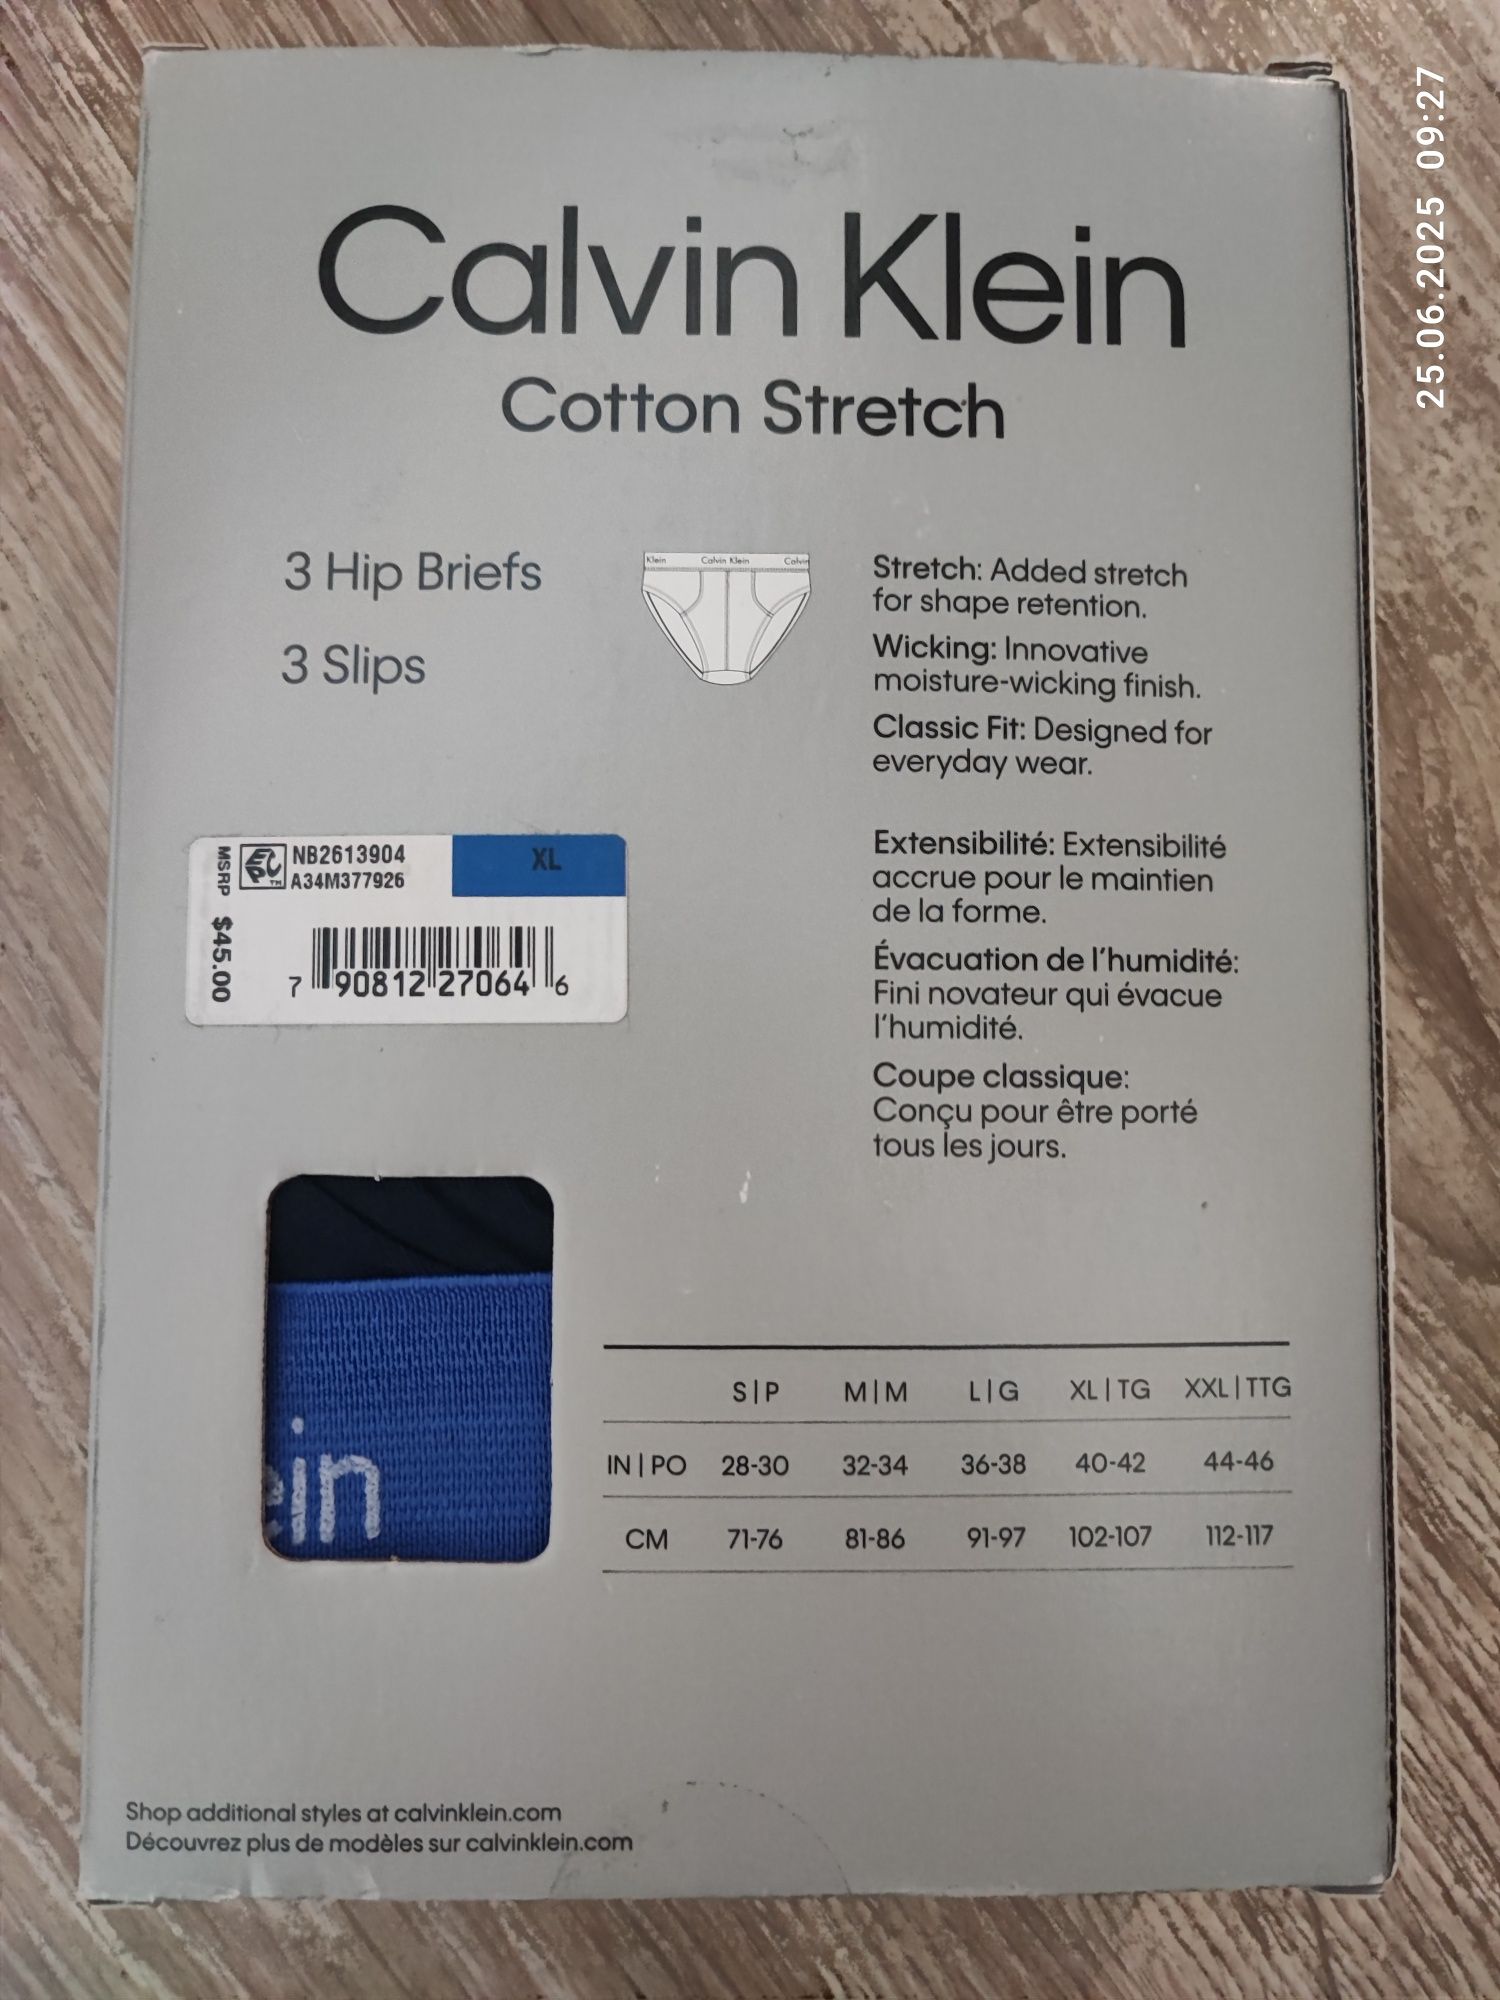 25.06.2025 09:27
Calvin Klein
Cotton Stretch
3 Hip Briefs
3 Slips
Klein Calvin Klein Calvin
Stretch: Added stretch
for shape retention.
Wicking: Innovative
moisture-wicking finish.
Classic Fit: Designed for
everyday wear.
Extensibilité: Extensibilité
accrue pour le maintien
de la forme.
Évacuation de l'humidité:
Fini novateur qui évacue
l'humidité.
Coupe classique:
Conçu pour être porté
tous les jours.
MSRP $45.00
EPC™
NB2613904
A34M377926
XL
7 90812 27064 6
in
S|P M|M L|G XL|TG XXL|TTG
IN|PO 28-30 32-34 36-38 40-42 44-46
CM 71-76 81-86 91-97 102-107 112-117
Shop additional styles at calvinklein.com
Découvrez plus de modèles sur calvinklein.com